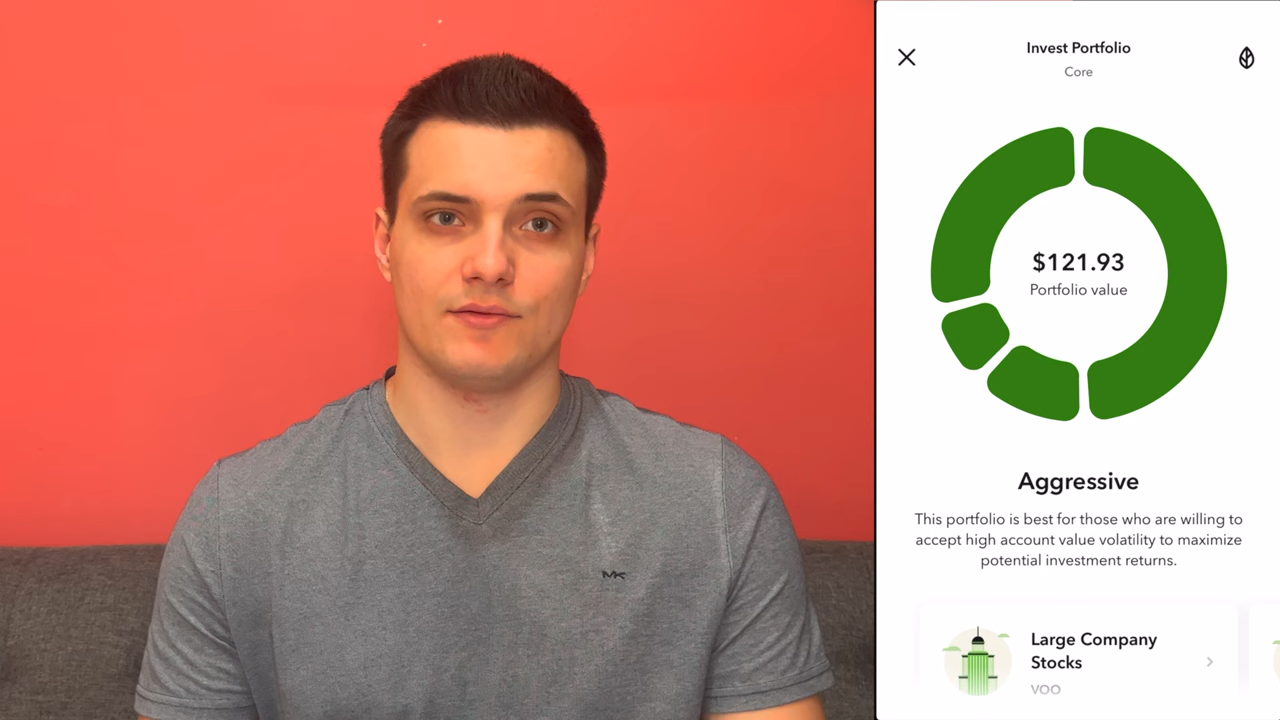 Invest Portfolio
Core
$121.93
Portfolio value
Aggressive
This portfolio is best for those who are willing to
accept high account value volatility to maximize
potential investment returns.
Large Company
Stocks
VOO
MK